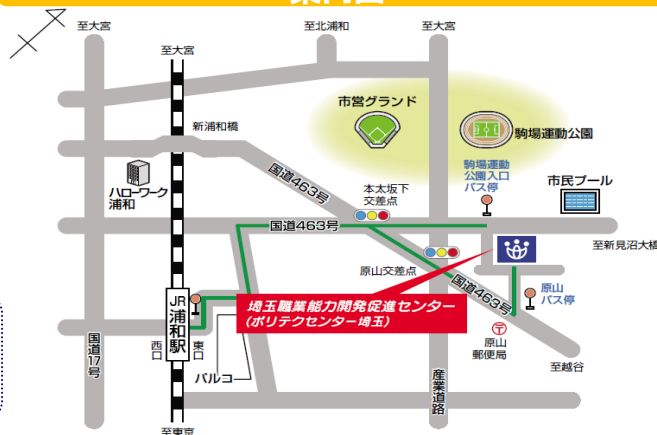 案内図
至大宮
至北浦和
至大宮
至大宮
市営グランド
駒場運動公園
新浦和橋
駒場運動
公園入口
バス停
市民プール
ハローワーク
浦和
国道463号
本太坂下
交差点
国道463号
至新見沼大橋
原山交差点
国道463号
原山
バス停
JR
浦和駅
西口
東口
埼玉職業能力開発促進センター
(ポリテクセンター埼玉)
国道17号
パルコ
原山
郵便局
至越谷
産業道路
至東京